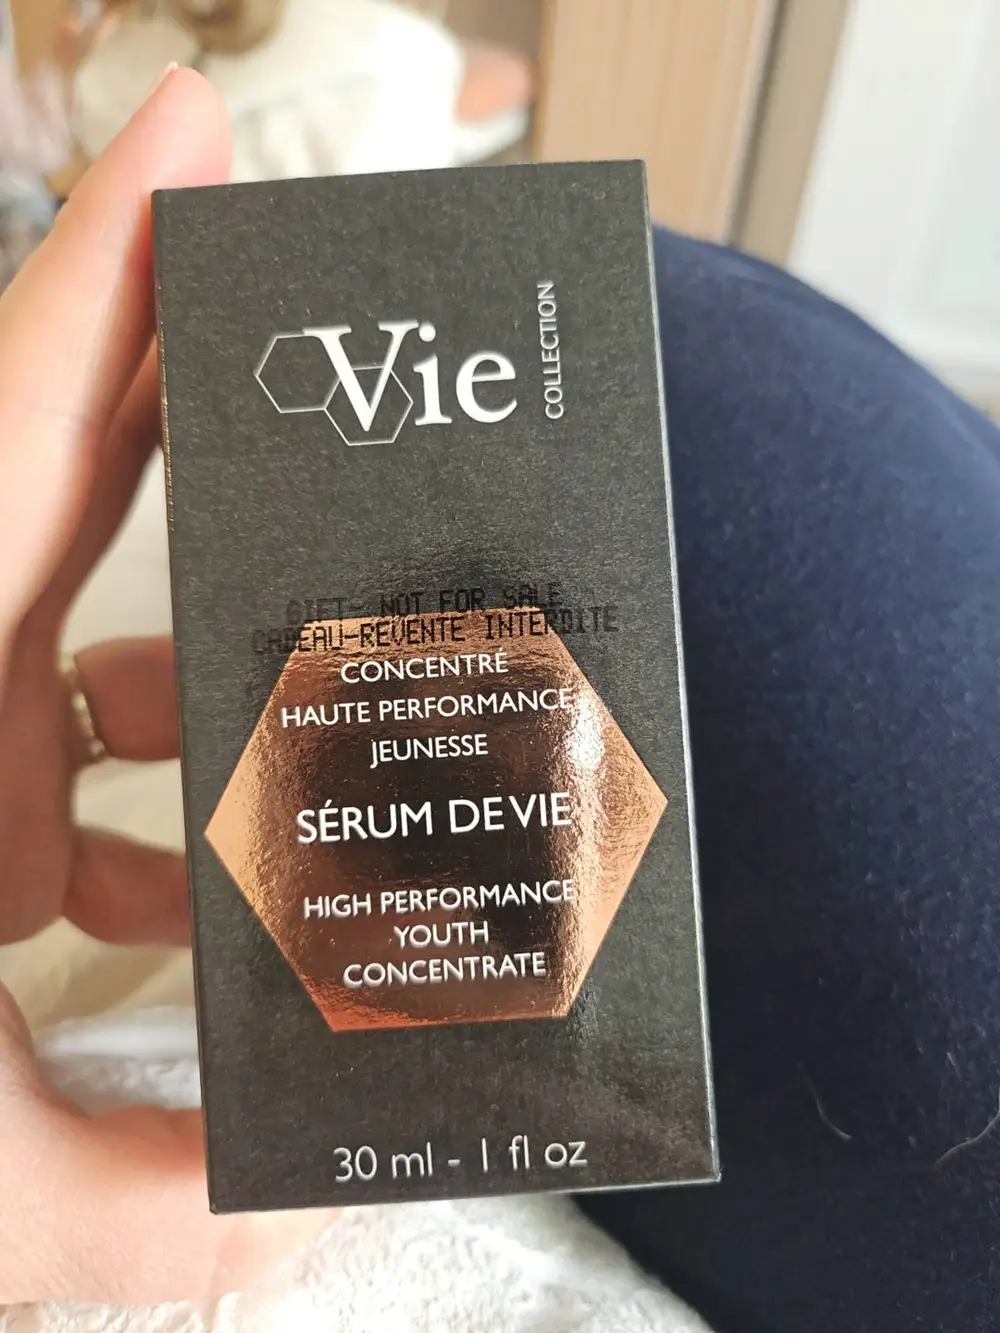 Vie
COLLECTION
GIFT- NOT FOR SALE
CADEAU-REVENTE INTERDITE
CONCENTRÉ
HAUTE PERFORMANCE
JEUNESSE
SÉRUM DE VIE
HIGH PERFORMANCE
YOUTH
CONCENTRATE
30 ml - 1 fl oz